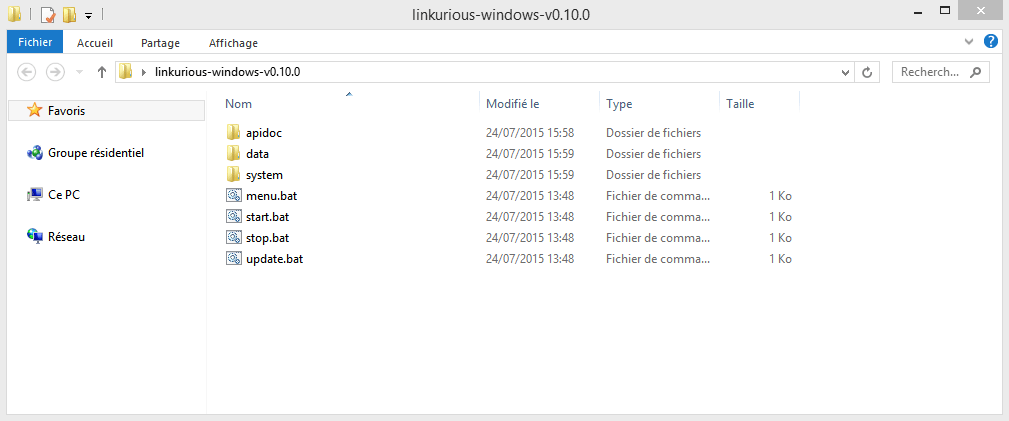 linkurious-windows-v0.10.0
Fichier Accueil Partage Affichage
linkurious-windows-v0.10.0 Recherch...
Nom Modifié le Type Taille
Favoris
Groupe résidentiel
Ce PC
Réseau
apidoc 24/07/2015 15:58 Dossier de fichiers
data 24/07/2015 15:59 Dossier de fichiers
system 24/07/2015 15:59 Dossier de fichiers
menu.bat 24/07/2015 13:48 Fichier de comma... 1 Ko
start.bat 24/07/2015 13:48 Fichier de comma... 1 Ko
stop.bat 24/07/2015 13:48 Fichier de comma... 1 Ko
update.bat 24/07/2015 13:48 Fichier de comma... 1 Ko